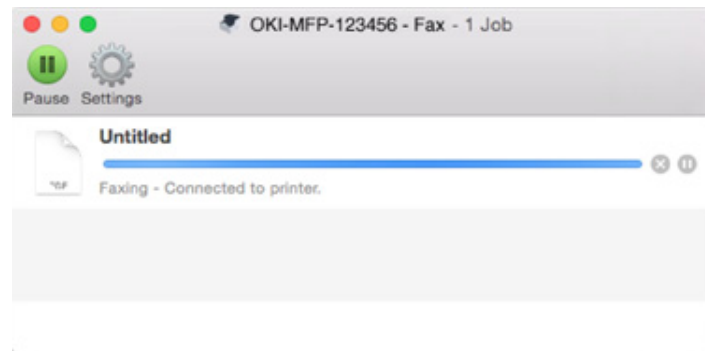 OKI-MFP-123456 - Fax - 1 Job
Pause Settings
Untitled
Faxing - Connected to printer.